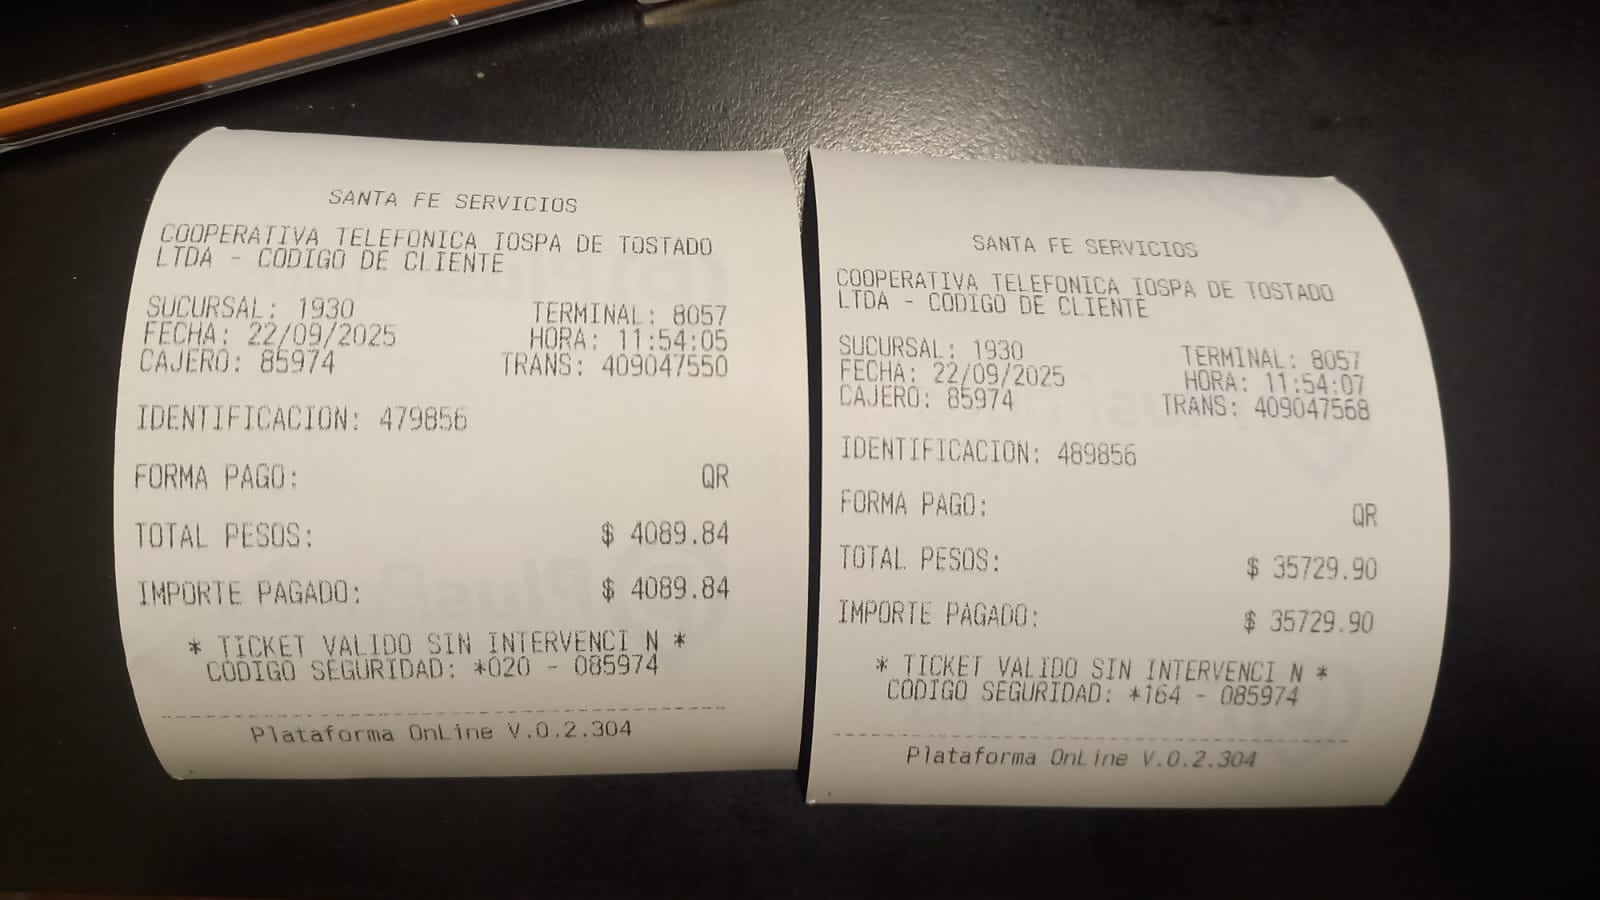 SANTA FE SERVICIOS
COOPERATIVA TELEFONICA IOSPA DE TOSTADO
LTDA - CODIGO DE CLIENTE
SUCURSAL: 1930 TERMINAL: 8057
FECHA: 22/09/2025 HORA: 11:54:05
CAJERO: 85974 TRANS: 409047550
IDENTIFICACION: 479856
FORMA PAGO: QR
TOTAL PESOS: $ 4089.84
IMPORTE PAGADO: $ 4089.84
* TICKET VALIDO SIN INTERVENCI N *
CODIGO SEGURIDAD: *020 - 085974
Plataforma OnLine V.0.2.304
SANTA FE SERVICIOS
COOPERATIVA TELEFONICA IOSPA DE TOSTADO
LTDA - CODIGO DE CLIENTE
SUCURSAL: 1930 TERMINAL: 8057
FECHA: 22/09/2025 HORA: 11:54:07
CAJERO: 85974 TRANS: 409047568
IDENTIFICACION: 489856
FORMA PAGO: QR
TOTAL PESOS: $ 35729.90
IMPORTE PAGADO: $ 35729.90
* TICKET VALIDO SIN INTERVENCI N *
CODIGO SEGURIDAD: *164 - 085974
Plataforma OnLine V.0.2.304